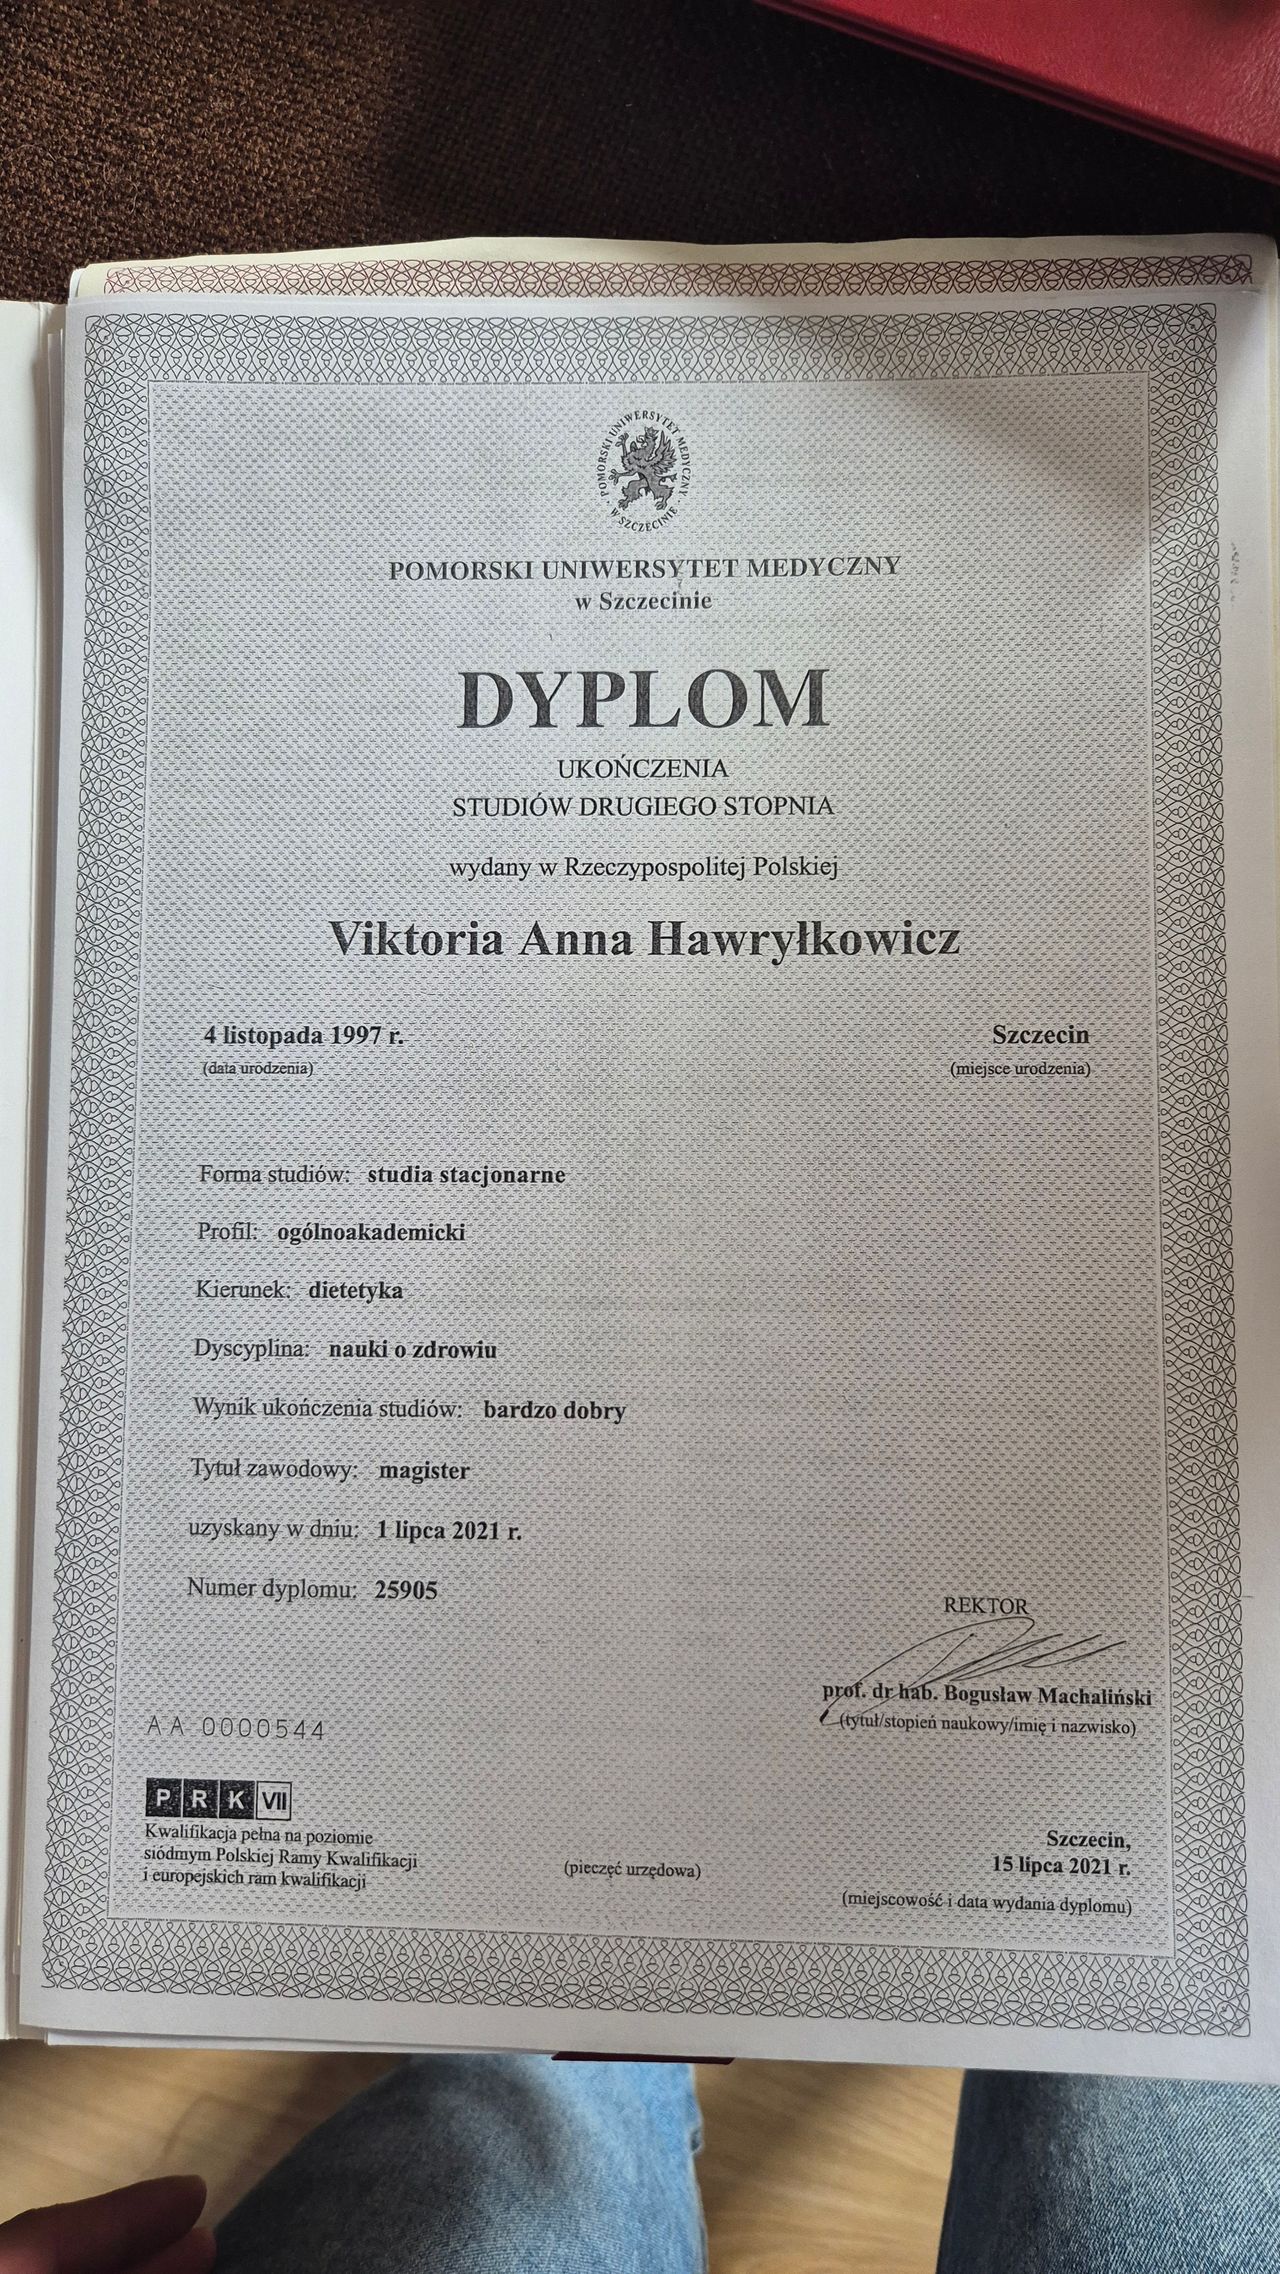 POMORSKI UNIWERSYTET MEDYCZNY W SZCZECINIE
POMORSKI UNIWERSYTET MEDYCZNY
w Szczecinie
DYPLOM
UKOŃCZENIA
STUDIÓW DRUGIEGO STOPNIA
wydany w Rzeczypospolitej Polskiej
Viktoria Anna Hawryłkowicz
4 listopada 1997 r. Szczecin
(data urodzenia) (miejsce urodzenia)
Forma studiów: studia stacjonarne
Profil: ogólnoakademicki
Kierunek: dietetyka
Dyscyplina: nauki o zdrowiu
Wynik ukończenia studiów: bardzo dobry
Tytuł zawodowy: magister
uzyskany w dniu: 1 lipca 2021 r.
Numer dyplomu: 25905
REKTOR
prof. dr hab. Bogusław Machaliński
(tytuł/stopień naukowy/imię i nazwisko)
AA 0000544
PRK VII
Kwalifikacja pełna na poziomie
siódmym Polskiej Ramy Kwalifikacji
i europejskich ram kwalifikacji
(pieczęć urzędowa)
Szczecin,
15 lipca 2021 r.
(miejscowość i data wydania dyplomu)